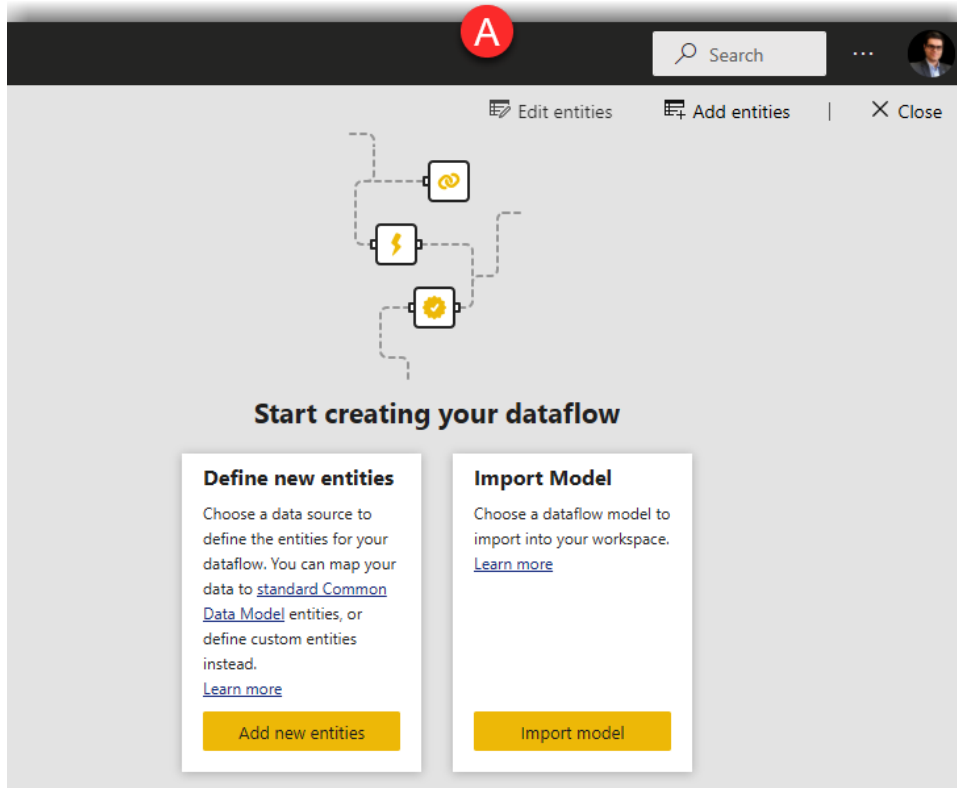 A
Search
...
Edit entities
Add entities
|
Close
Start creating your dataflow
Define new entities
Choose a data source to
define the entities for your
dataflow. You can map your
data to standard Common
Data Model entities, or
define custom entities
instead.
Learn more
Add new entities
Import Model
Choose a dataflow model to
import into your workspace.
Learn more
Import model